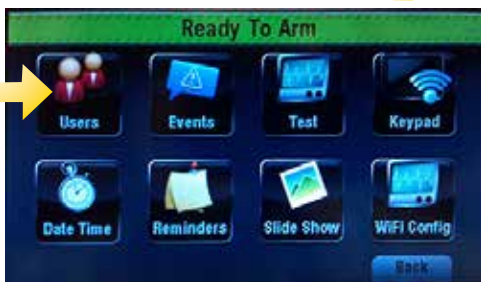 Ready To Arm
Users Events Test Keypad
Date Time Reminders Slide Show WiFi Config
Back